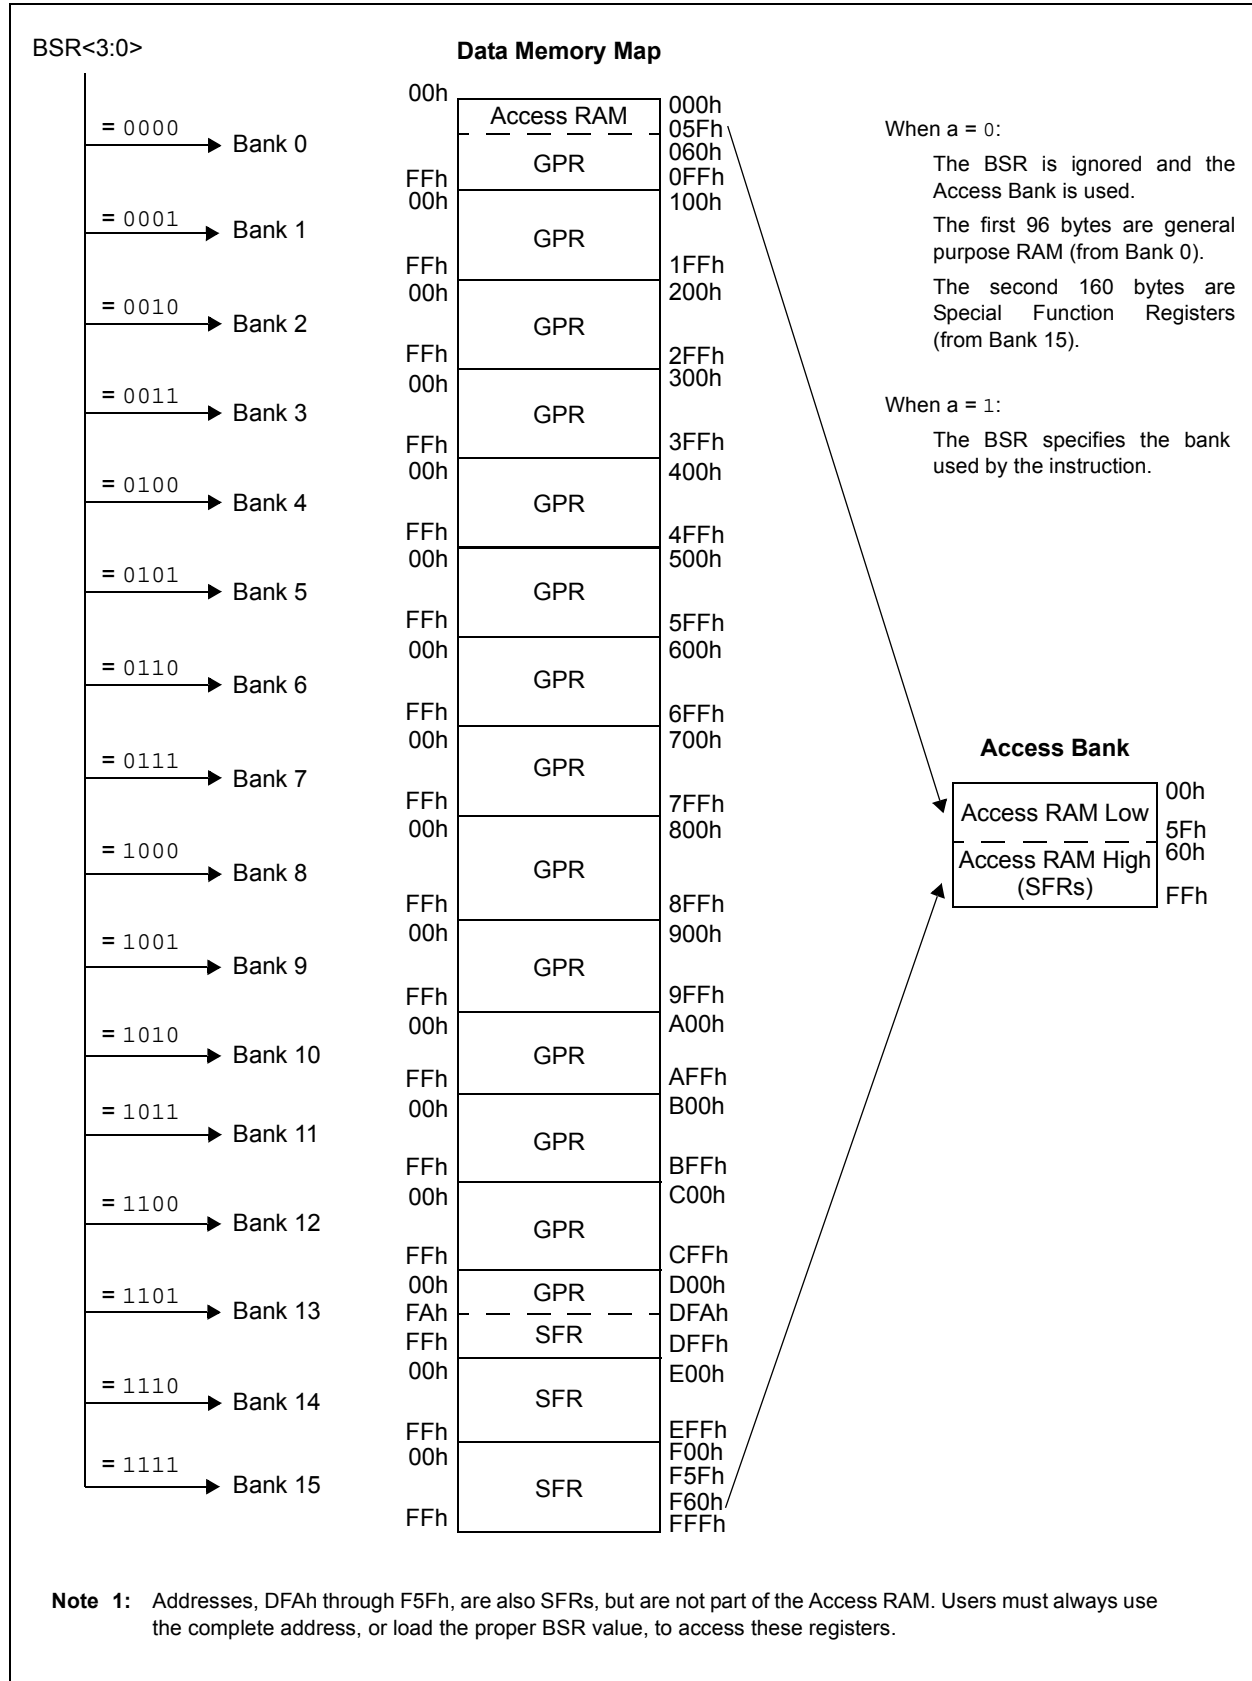 BSR<3:0>
Data Memory Map
= 0000
Bank 0
00h
Access RAM
000h
05Fh
GPR
060h
FFh
0FFh
= 0001
Bank 1
00h
GPR
100h
FFh
1FFh
= 0010
Bank 2
00h
GPR
200h
FFh
2FFh
= 0011
Bank 3
00h
GPR
300h
FFh
3FFh
= 0100
Bank 4
00h
GPR
400h
FFh
4FFh
= 0101
Bank 5
00h
GPR
500h
FFh
5FFh
= 0110
Bank 6
00h
GPR
600h
FFh
6FFh
= 0111
Bank 7
00h
GPR
700h
FFh
7FFh
= 1000
Bank 8
00h
GPR
800h
FFh
8FFh
= 1001
Bank 9
00h
GPR
900h
FFh
9FFh
= 1010
Bank 10
00h
GPR
A00h
FFh
AFFh
= 1011
Bank 11
00h
GPR
B00h
FFh
BFFh
= 1100
Bank 12
00h
GPR
C00h
FFh
CFFh
= 1101
Bank 13
00h
GPR
D00h
FAh
DFAh
SFR
FFh
DFFh
= 1110
Bank 14
00h
SFR
E00h
FFh
EFFh
= 1111
Bank 15
00h
SFR
F00h
F5Fh
F60h
FFh
FFFh
When a = 0:
The BSR is ignored and the
Access Bank is used.
The first 96 bytes are general
purpose RAM (from Bank 0).
The second 160 bytes are
Special Function Registers
(from Bank 15).
When a = 1:
The BSR specifies the bank
used by the instruction.
Access Bank
Access RAM Low
00h
5Fh
Access RAM High
(SFRs)
60h
FFh
Note 1: Addresses, DFAh through F5Fh, are also SFRs, but are not part of the Access RAM. Users must always use
the complete address, or load the proper BSR value, to access these registers.